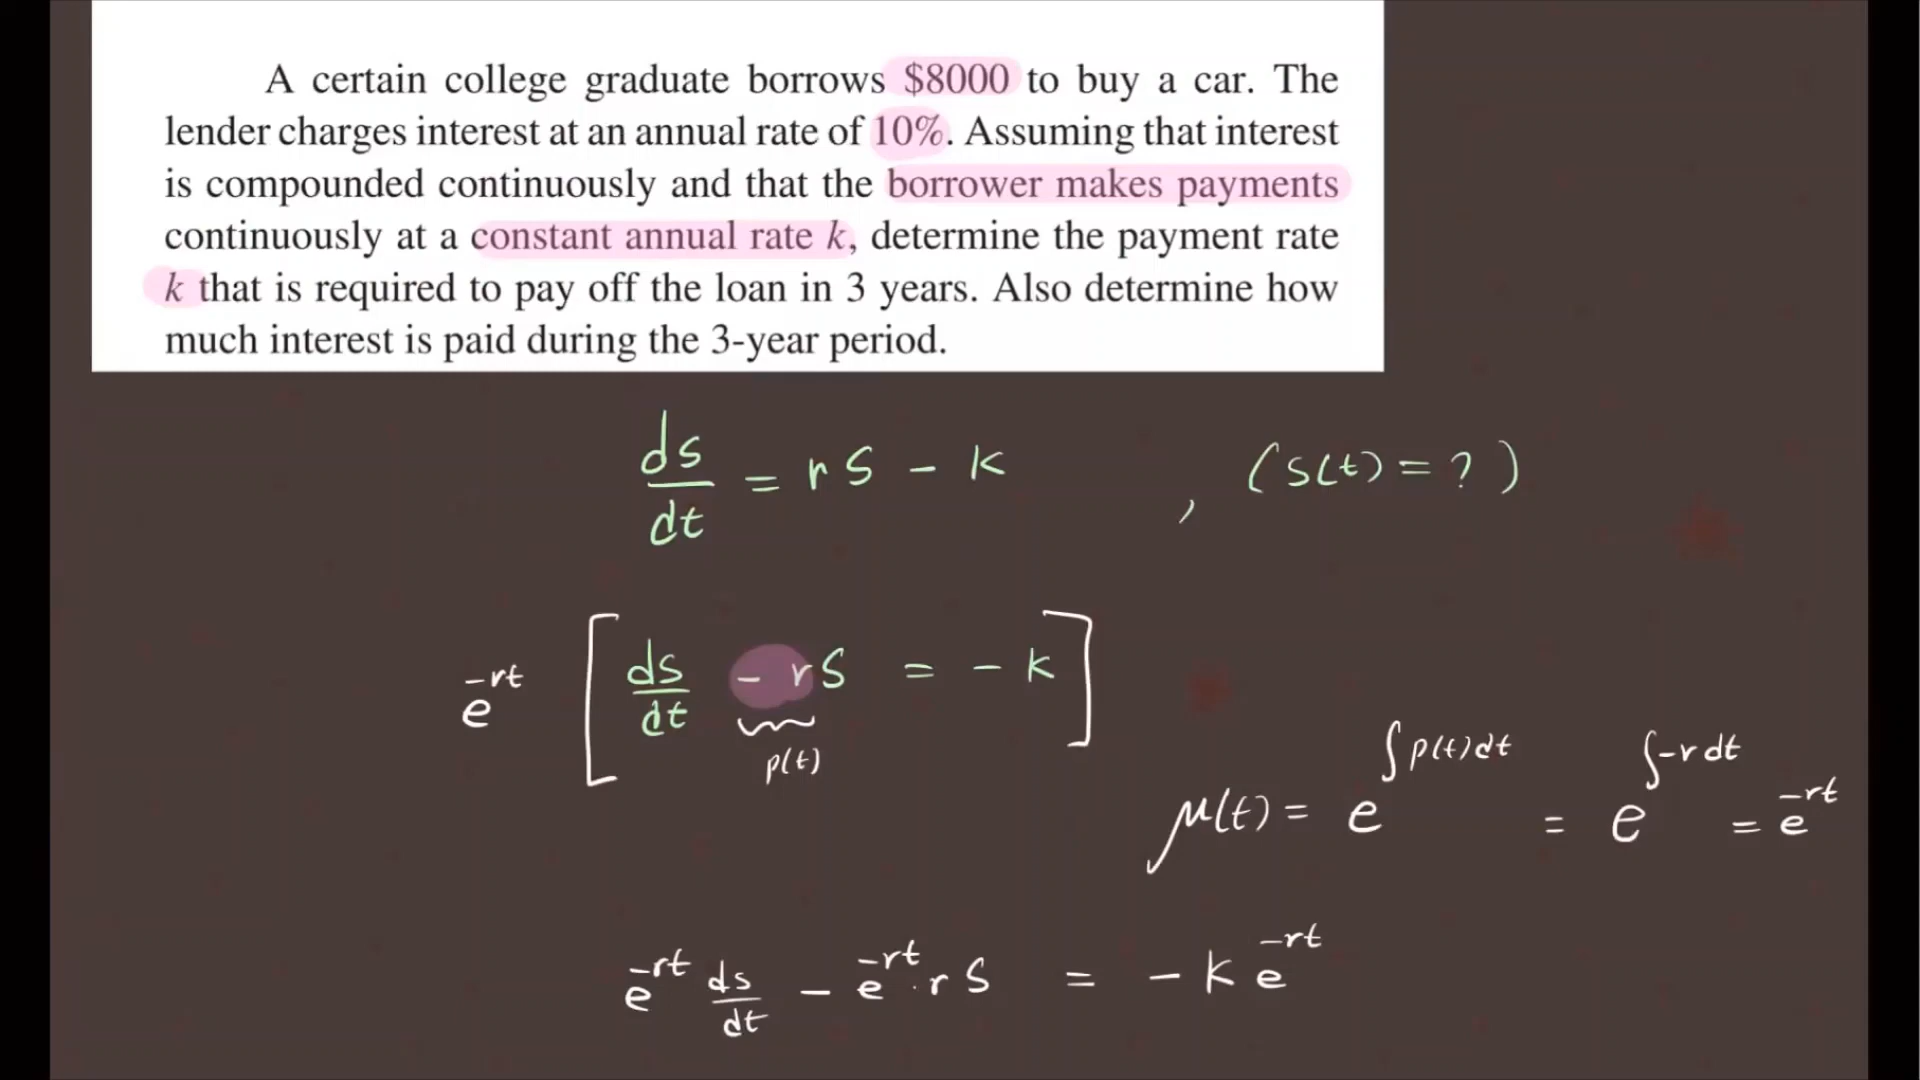 A certain college graduate borrows $8000 to buy a car. The
lender charges interest at an annual rate of 10%. Assuming that interest
is compounded continuously and that the borrower makes payments
continuously at a constant annual rate k, determine the payment rate
k that is required to pay off the loan in 3 years. Also determine how
much interest is paid during the 3-year period.
ds/dt = rS - k , (S(t) = ?)
e^-rt [ ds/dt - rS = - k ]
p(t)
μ(t) = e^∫p(t)dt = e^∫-rdt = e^-rt
e^-rt ds/dt - e^-rt · r S = - k e^-rt